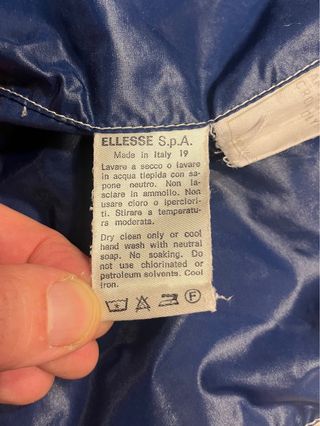 ELLESSE S.p.A.
Made in Italy 19
Lavare a secco o lavare
in acqua tiepida con sa-
pone neutro. Non la-
sciare in ammollo. Non
usare cloro o iperclori-
ti. Stirare a temperatu-
ra moderata.
Dry clean only or cool
hand wash with neutral
soap. No soaking. Do
not use chlorinated or
petroleum solvents. Cool
iron.
F